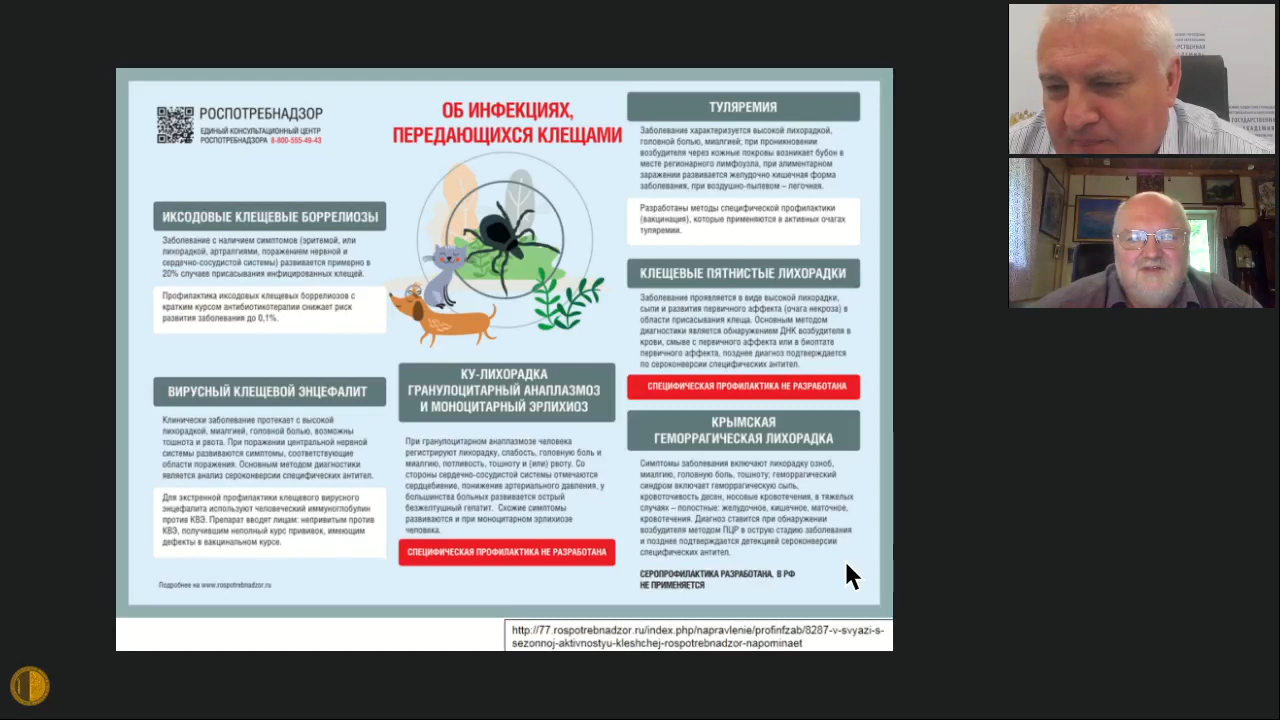 РОСПОТРЕБНАДЗОР
ЕДИНЫЙ КОНСУЛЬТАЦИОННЫЙ ЦЕНТР
РОСПОТРЕБНАДЗОРА 8-800-555-49-43
ОБ ИНФЕКЦИЯХ,
ПЕРЕДАЮЩИХСЯ КЛЕЩАМИ
ИКСОДОВЫЕ КЛЕЩЕВЫЕ БОРРЕЛИОЗЫ
Заболевание с наличием симптомов (эритемой, или
лихорадкой, артралгиями, поражением нервной и
сердечно-сосудистой системы) развивается примерно в
20% случаев присасывания инфицированных клещей.
Профилактика иксодовых клещевых боррелиозов с
кратким курсом антибиотикотерапии снижает риск
развития заболевания до 0,1%.
ВИРУСНЫЙ КЛЕЩЕВОЙ ЭНЦЕФАЛИТ
Клинически заболевание протекает с высокой
лихорадкой, миалгией, головной болью, возможны
тошнота и рвота. При поражении центральной нервной
системы развиваются симптомы, соответствующие
области поражения. Основным методом диагностики
является анализ сероконверсии специфических антител.
Для экстренной профилактики клещевого вирусного
энцефалита используют человеческий иммуноглобулин
против КВЭ. Препарат вводят лицам: непривитым против
КВЭ, получившим неполный курс прививок, имеющим
дефекты в вакцинальном курсе.
Подробнее на www.rospotrebnadzor.ru
КУ-ЛИХОРАДКА
ГРАНУЛОЦИТАРНЫЙ АНАПЛАЗМОЗ
И МОНОЦИТАРНЫЙ ЭРЛИХИОЗ
При гранулоцитарном анаплазмозе человека
регистрируют лихорадку, слабость, головную боль и
миалгию, потливость, тошноту и (или) рвоту. Со
стороны сердечно-сосудистой системы отмечаются
сердцебиение, понижение артериального давления, у
большинства больных развивается острый
безжелтушный гепатит. Схожие симптомы
развиваются и при моноцитарном эрлихиозе
человека.
СПЕЦИФИЧЕСКАЯ ПРОФИЛАКТИКА НЕ РАЗРАБОТАНА
ТУЛЯРЕМИЯ
Заболевание характеризуется высокой лихорадкой,
головной болью, миалгией; при проникновении
возбудителя через кожные покровы возникает бубон в
месте регионарного лимфоузла, при алиментарном
заражении развивается желудочно кишечная форма
заболевания, при воздушно-пылевом – легочная.
Разработаны методы специфической профилактики
(вакцинация), которые применяются в активных очагах
туляремии.
КЛЕЩЕВЫЕ ПЯТНИСТЫЕ ЛИХОРАДКИ
Заболевание проявляется в виде высокой лихорадки,
сыпи и развития первичного аффекта (очага некроза) в
области присасывания клеща. Основным методом
диагностики является обнаружением ДНК возбудителя в
крови, смыве с первичного аффекта или в биоптате
первичного аффекта, позднее диагноз подтверждается
по сероконверсии специфических антител.
СПЕЦИФИЧЕСКАЯ ПРОФИЛАКТИКА НЕ РАЗРАБОТАНА
КРЫМСКАЯ
ГЕМОРРАГИЧЕСКАЯ ЛИХОРАДКА
Симптомы заболевания включают лихорадку озноб,
миалгию, головную боль, тошноту; геморрагический
синдром включает геморрагическую сыпь,
кровоточивость десен, носовые кровотечения, в тяжелых
случаях – полостные: желудочное, кишечное, маточное,
кровотечения. Диагноз ставится при обнаружении
возбудителя методом ПЦР в острую стадию заболевания
и позднее подтверждается детекцией сероконверсии
специфических антител.
СЕРОПРОФИЛАКТИКА РАЗРАБОТАНА, В РФ
НЕ ПРИМЕНЯЕТСЯ
http://77.rospotrebnadzor.ru/index.php/napravlenie/profinfzab/8287-v-svyazi-s-
sezonnoj-aktivnostyu-kleshchej-rospotrebnadzor-napominaet